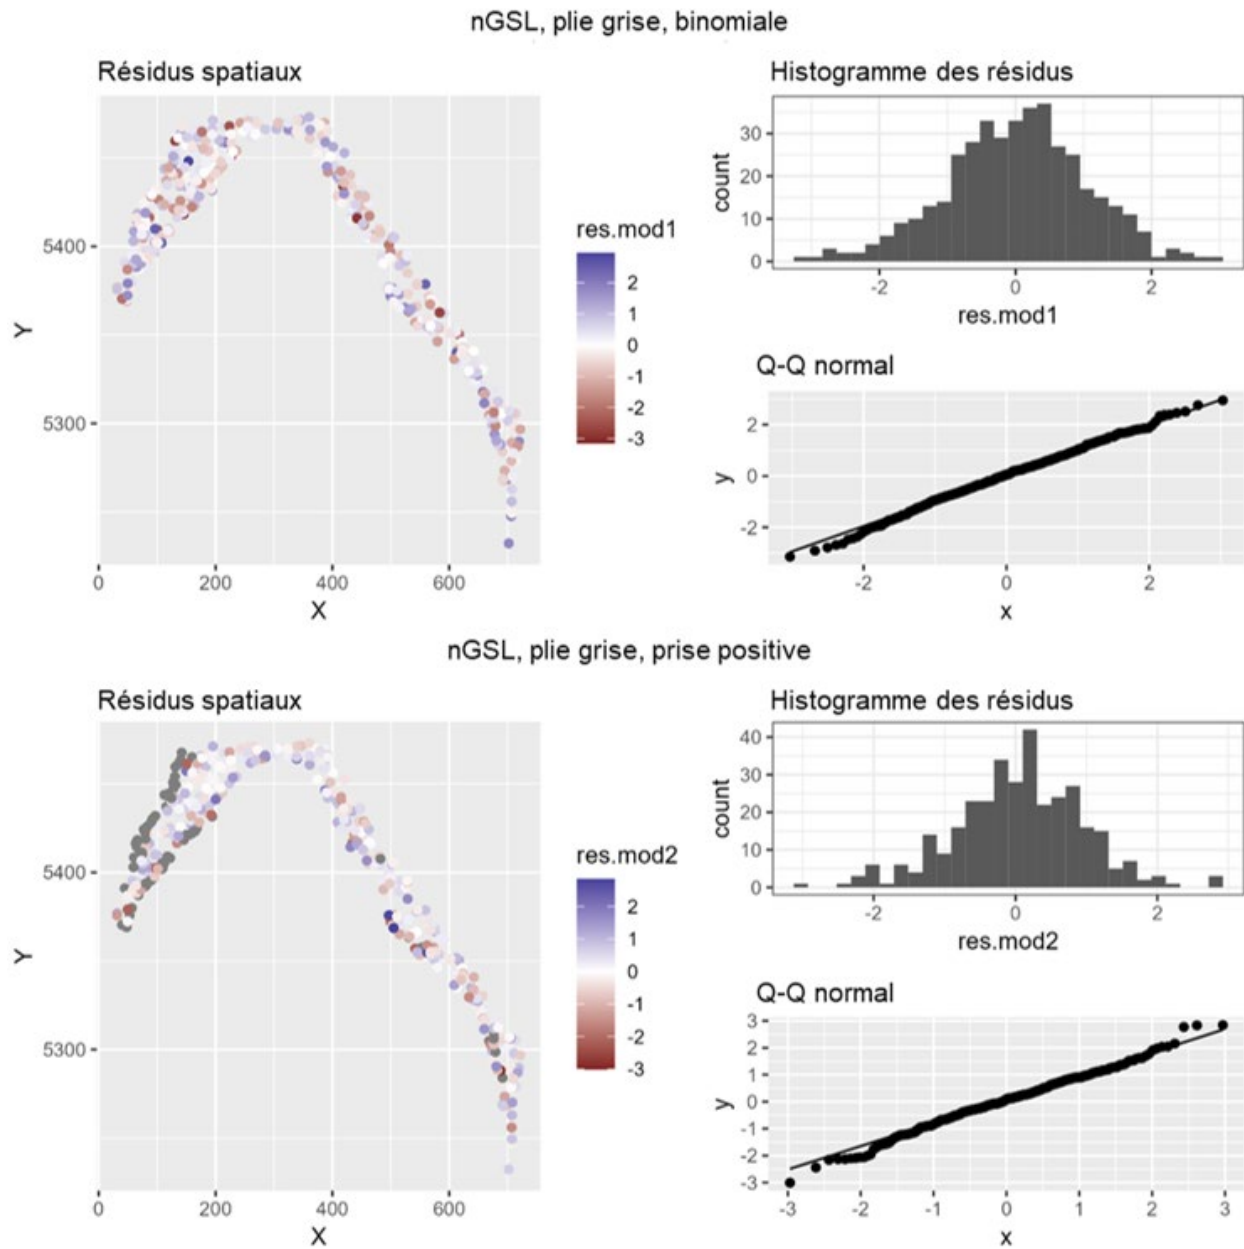 nGSL, plie grise, binomiale
Résidus spatiaux
5400
5300
Y
0 200 400 600
X
res.mod1
2
1
0
-1
-2
-3
Histogramme des résidus
30
20
10
0
count
-2 0 2
res.mod1
Q-Q normal
2
0
-2
y
-2 0 2
x
nGSL, plie grise, prise positive
Résidus spatiaux
5400
5300
Y
0 200 400 600
X
res.mod2
2
1
0
-1
-2
-3
Histogramme des résidus
40
30
20
10
0
count
-2 0 2
res.mod2
Q-Q normal
3
2
1
0
-1
-2
-3
y
-3 -2 -1 0 1 2 3
x